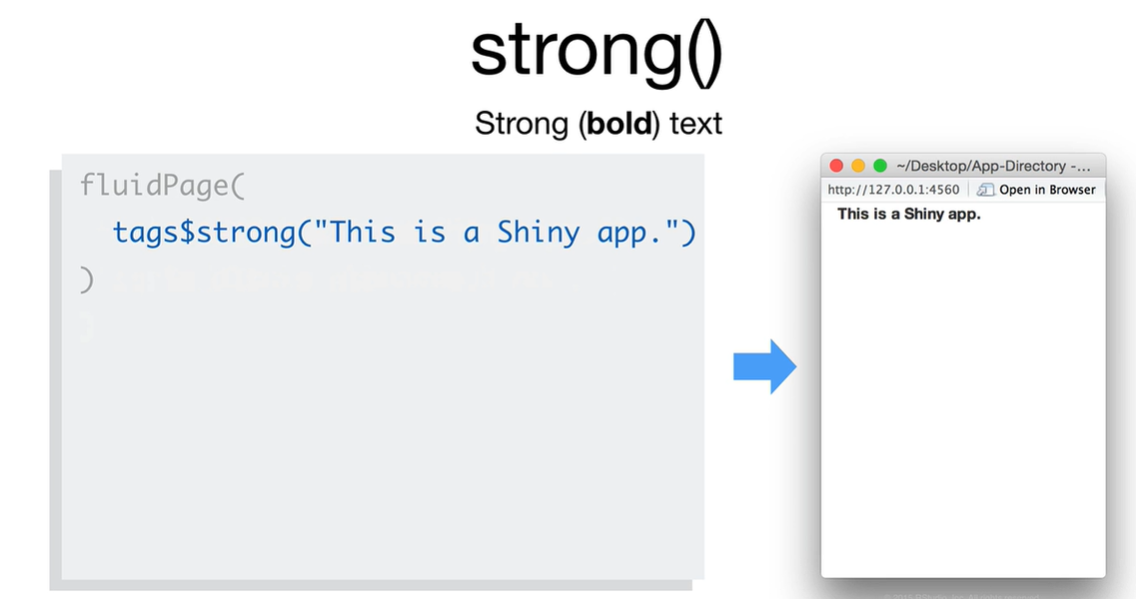 strong()
Strong (bold) text
fluidPage(
tags$strong("This is a Shiny app.")
)
~/Desktop/App-Directory -...
http://127.0.0.1:4560 Open in Browser
This is a Shiny app.